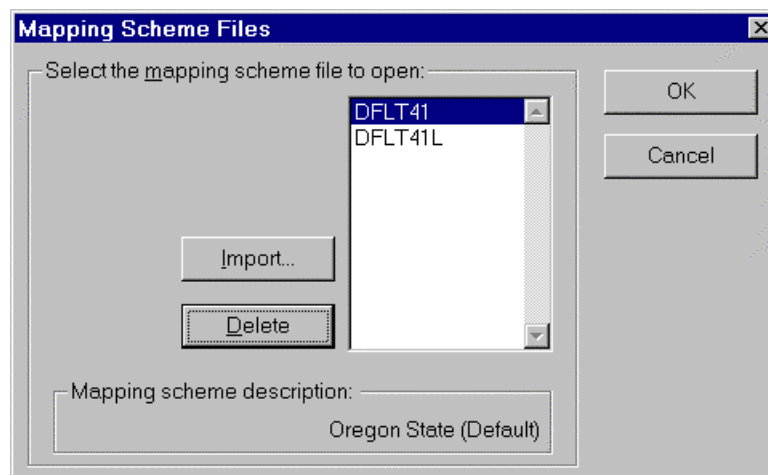 Mapping Scheme Files
Select the mapping scheme file to open:
DFLT41
DFLT41L
OK
Cancel
Import...
Delete
Mapping scheme description:
Oregon State (Default)